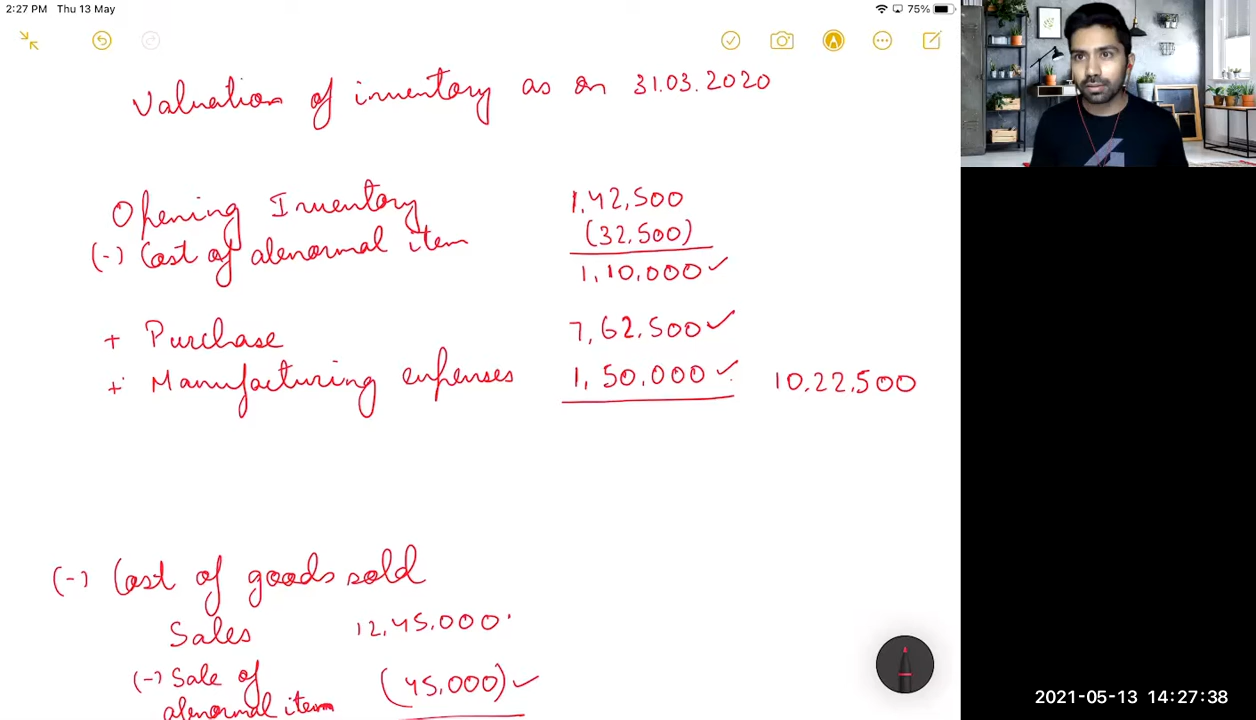 2:27 PM Thu 13 May
75%
Valuation of inventory as on 31.03.2020
Opening Inventory 1,42,500
(-) Cost of abnormal item (32,500)
1,10,000 ✓
+ Purchase 7,62,500 ✓
+ Manufacturing expenses 1,50,000 ✓ 10,22,500
(-) Cost of goods sold
Sales 12,45,000
(-) Sale of (45,000) ✓
abnormal item
2021-05-13 14:27:38